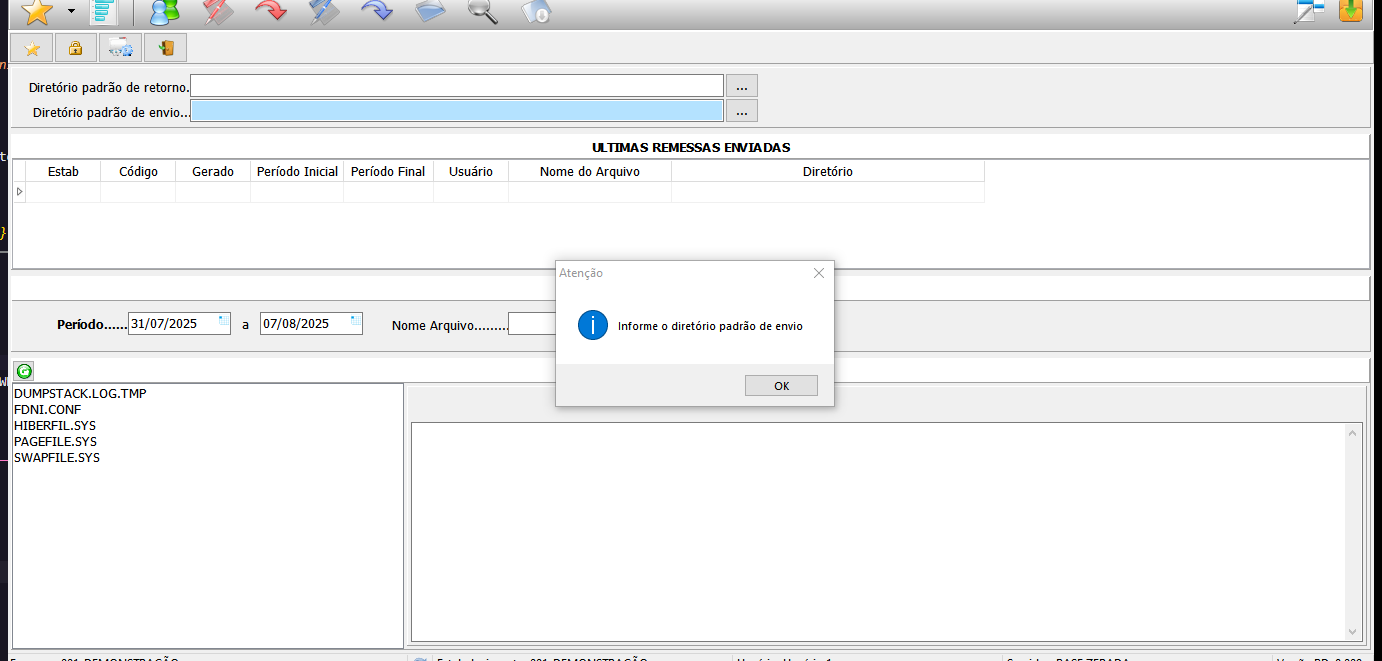 Diretório padrão de retorno.
...
Diretório padrão de envio...
...
ULTIMAS REMESSAS ENVIADAS
Estab Código Gerado Período Inicial Período Final Usuário Nome do Arquivo Diretório
Atenção
Informe o diretório padrão de envio
OK
Período...... 31/07/2025 a 07/08/2025 Nome Arquivo.........
DUMPSTACK.LOG.TMP
FDNI.CONF
HIBERFIL.SYS
PAGEFILE.SYS
SWAPFILE.SYS